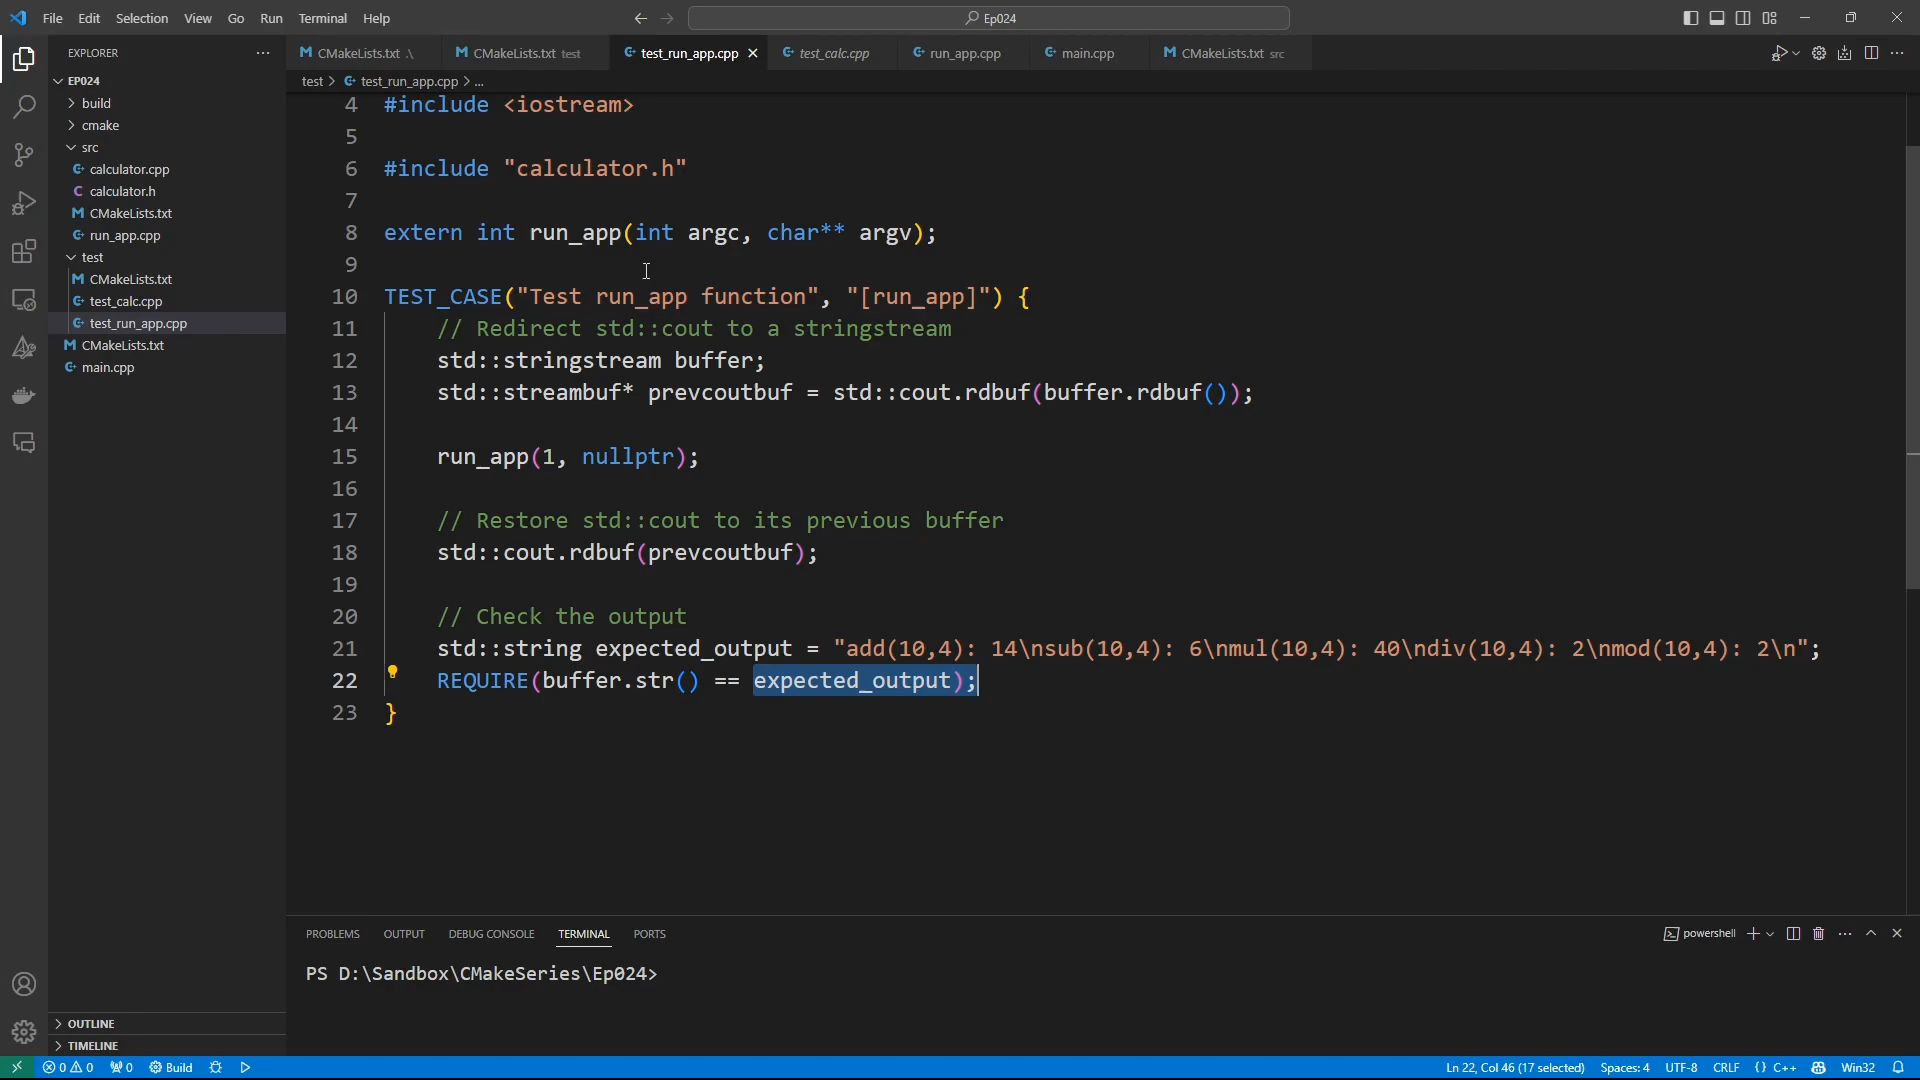 File Edit Selection View Go Run Terminal Help
Ep024
EXPLORER
EP024
build
cmake
src
calculator.cpp
calculator.h
CMakeLists.txt
run_app.cpp
test
CMakeLists.txt
test_calc.cpp
test_run_app.cpp
CMakeLists.txt
main.cpp
OUTLINE
TIMELINE
CMakeLists.txt .\ CMakeLists.txt test test_run_app.cpp test_calc.cpp run_app.cpp main.cpp CMakeLists.txt src
test > test_run_app.cpp > ...
4 #include <iostream>
5
6 #include "calculator.h"
7
8 extern int run_app(int argc, char** argv);
9
10 TEST_CASE("Test run_app function", "[run_app]") {
11 // Redirect std::cout to a stringstream
12 std::stringstream buffer;
13 std::streambuf* prevcoutbuf = std::cout.rdbuf(buffer.rdbuf());
14
15 run_app(1, nullptr);
16
17 // Restore std::cout to its previous buffer
18 std::cout.rdbuf(prevcoutbuf);
19
20 // Check the output
21 std::string expected_output = "add(10,4): 14\nsub(10,4): 6\nmul(10,4): 40\ndiv(10,4): 2\nmod(10,4): 2\n";
22 REQUIRE(buffer.str() == expected_output);
23 }
PROBLEMS OUTPUT DEBUG CONSOLE TERMINAL PORTS
powershell
PS D:\Sandbox\CMakeSeries\Ep024>
0 0 0 Build
Ln 22, Col 46 (17 selected) Spaces: 4 UTF-8 CRLF {} C++ Win32